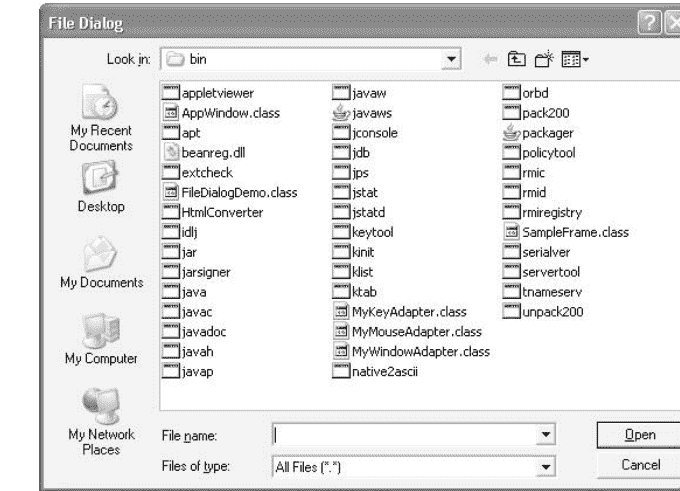 File Dialog
Look in:
bin
My Recent
Documents
Desktop
My Documents
My Computer
My Network
Places
appletviewer
AppWindow.class
apt
beanreg.dll
extcheck
FileDialogDemo.class
HtmlConverter
idlj
jar
jarsigner
java
javac
javadoc
javah
javap
javaw
javaws
jconsole
jdb
jps
jstat
jstatd
keytool
kinit
klist
ktab
MyKeyAdapter.class
MyMouseAdapter.class
MyWindowAdapter.class
native2ascii
orbd
pack200
packager
policytool
rmic
rmid
rmiregistry
SampleFrame.class
serialver
servertool
tnameserv
unpack200
File name:
Open
Files of type:
All Files (*.*)
Cancel